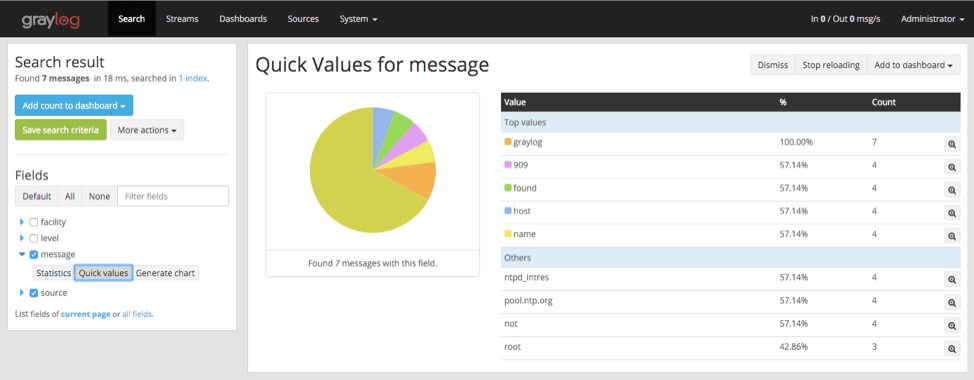 graylog Search Streams Dashboards Sources System In 0 / Out 0 msg/s Administrator
Search result
Found 7 messages in 18 ms, searched in 1 index.
Add count to dashboard
Save search criteria More actions
Fields
Default All None Filter fields
facility
level
message
Statistics Quick values Generate chart
source
List fields of current page or all fields.
Quick Values for message
Dismiss Stop reloading Add to dashboard
Found 7 messages with this field.
Value % Count
Top values
graylog 100.00% 7
909 57.14% 4
found 57.14% 4
host 57.14% 4
name 57.14% 4
Others
ntpd_intres 57.14% 4
pool.ntp.org 57.14% 4
not 57.14% 4
root 42.86% 3